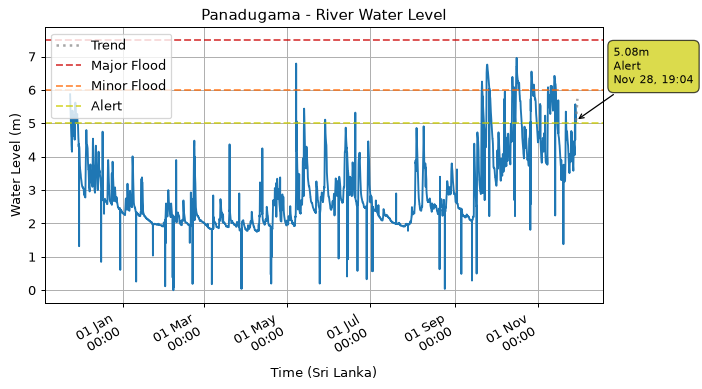 Panadugama - River Water Level
Trend
Major Flood
Minor Flood
Alert
5.08m
Alert
Nov 28, 19:04
Water Level (m)
7
6
5
4
3
2
1
0
01 Jan
00:00
01 Mar
00:00
01 May
00:00
01 Jul
00:00
01 Sep
00:00
01 Nov
00:00
Time (Sri Lanka)